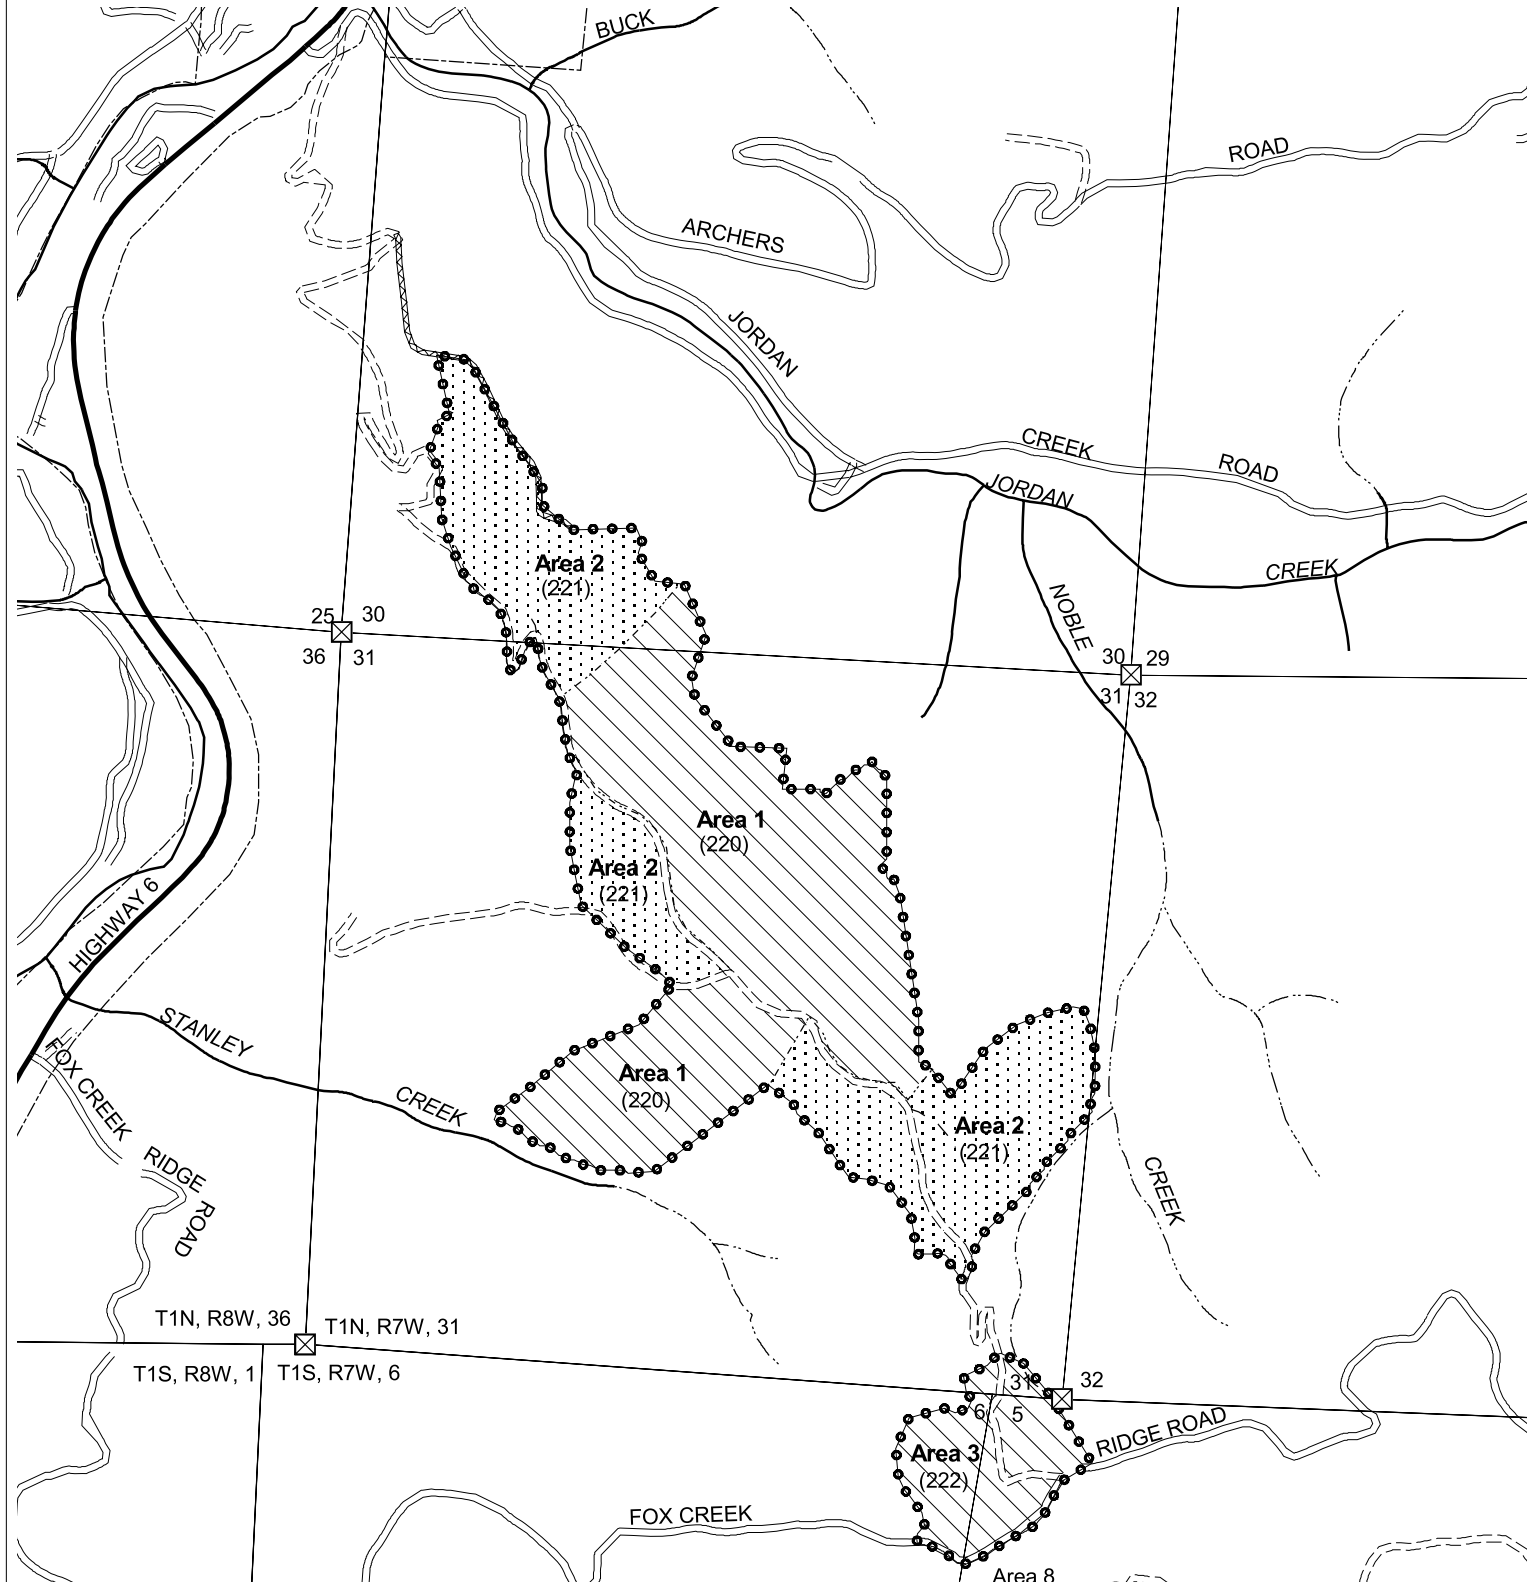 BUCK
ROAD
ARCHERS
JORDAN
CREEK
ROAD
JORDAN
CREEK
Area 2
(221)
25 30
36 31
NOBLE
30 29
31 32
Area 1
(220)
Area 2
(221)
HIGHWAY 6
STANLEY
CREEK
FOX CREEK
RIDGE
ROAD
Area 1
(220)
Area 2
(221)
CREEK
T1N, R8W, 36 T1N, R7W, 31
T1S, R8W, 1 T1S, R7W, 6
31 32
6 5
RIDGE ROAD
Area 3
(222)
FOX CREEK
Area 8